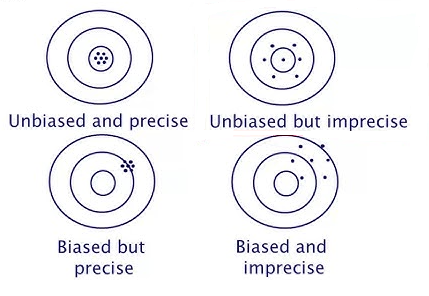 Unbiased and precise
Unbiased but imprecise
Biased but
precise
Biased and
imprecise